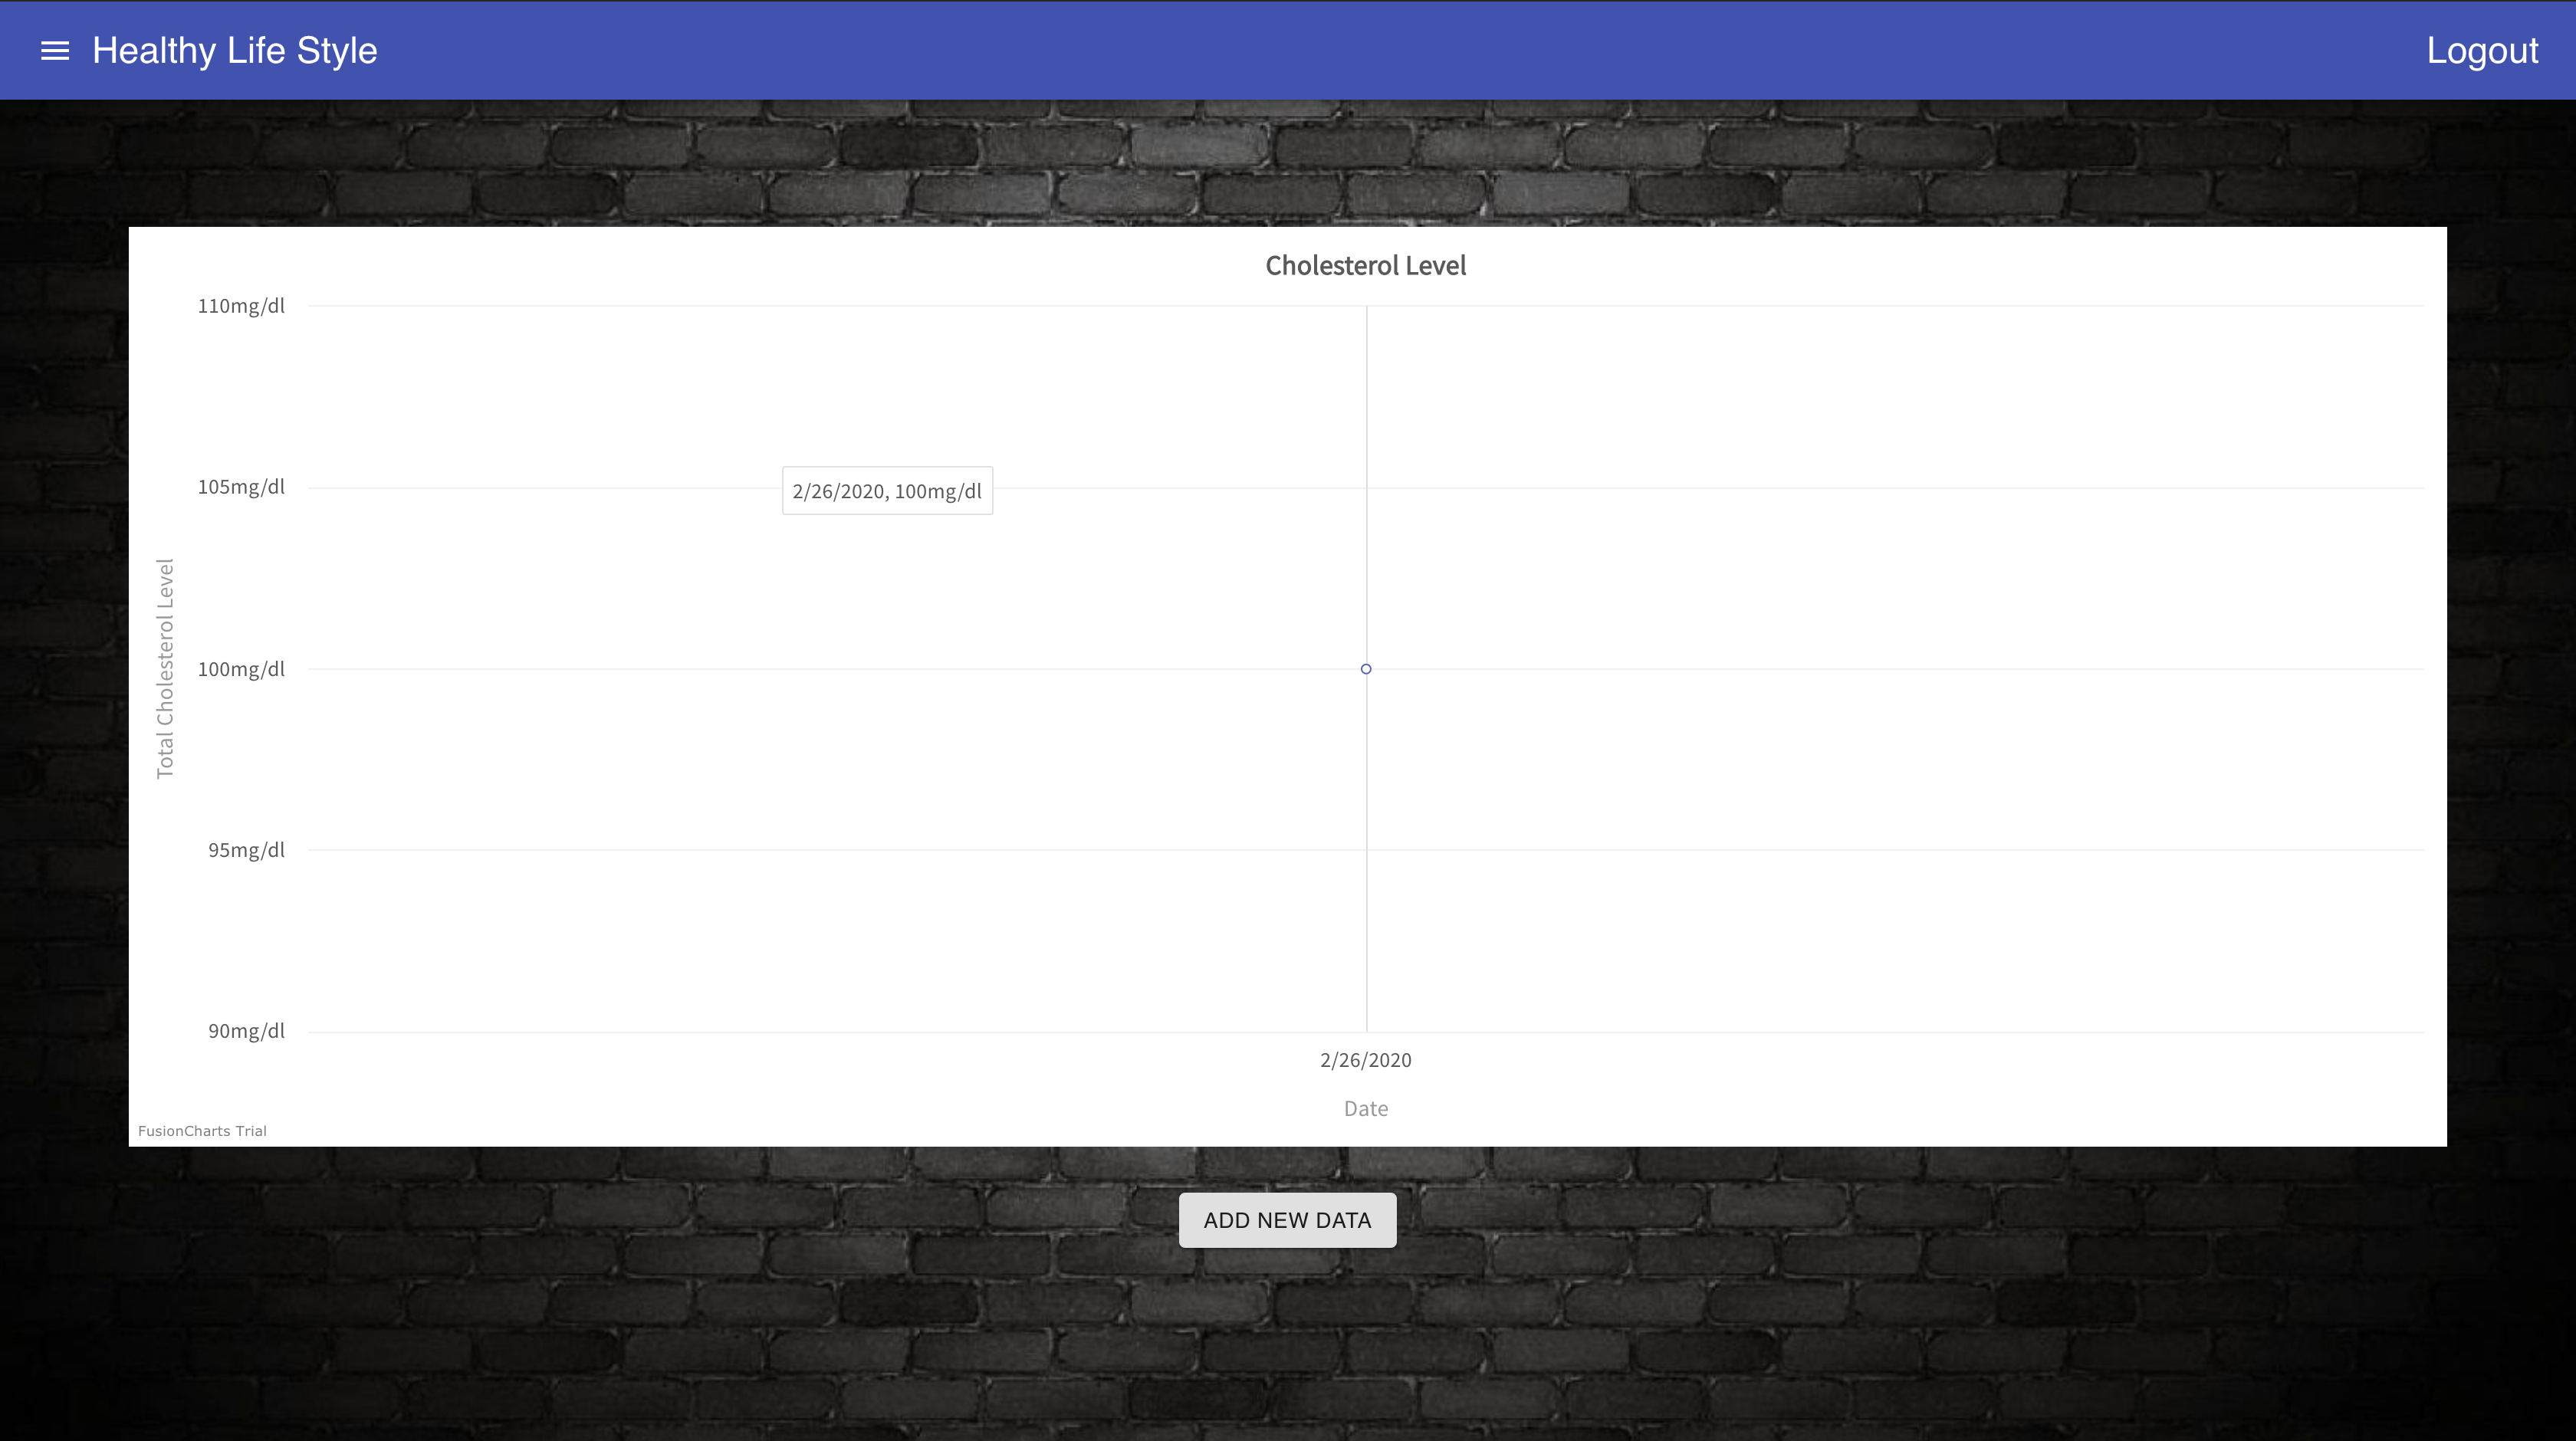 Healthy Life Style
Logout
Cholesterol Level
110mg/dl
105mg/dl
2/26/2020, 100mg/dl
Total Cholesterol Level
100mg/dl
95mg/dl
90mg/dl
2/26/2020
Date
FusionCharts Trial
ADD NEW DATA